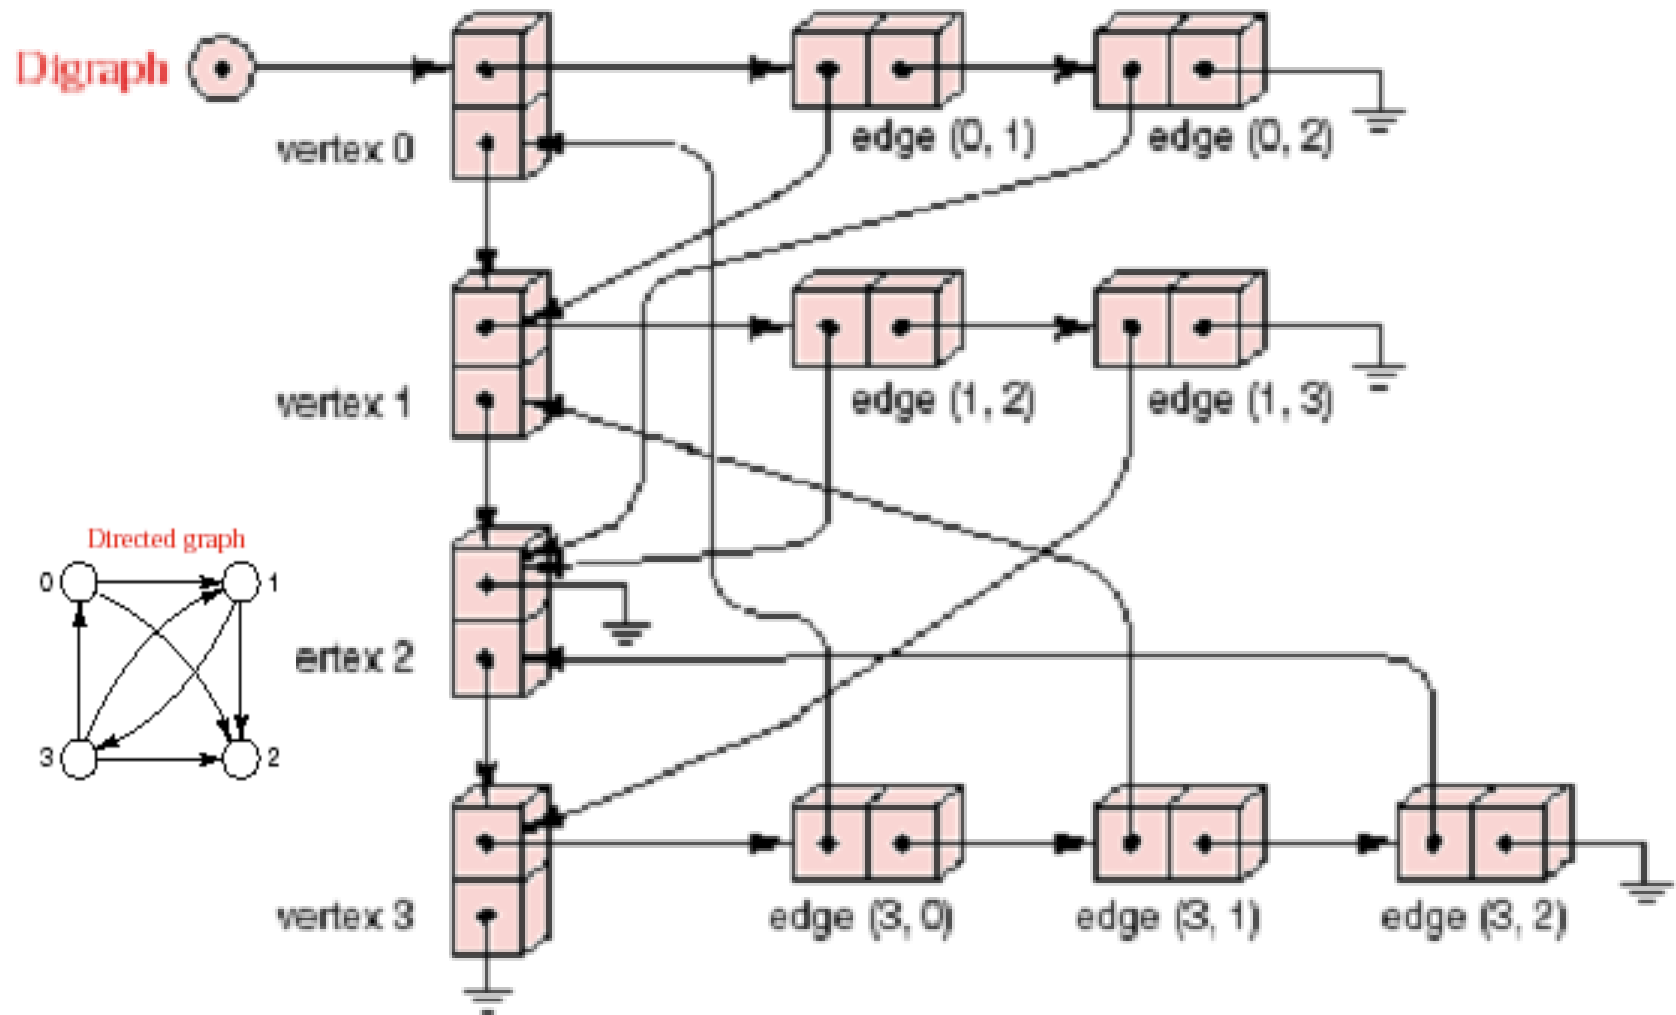 Digraph
vertex 0
edge (0, 1)
edge (0, 2)
vertex 1
edge (1, 2)
edge (1, 3)
Directed graph
0
1
3
2
ertex 2
vertex 3
edge (3, 0)
edge (3, 1)
edge (3, 2)